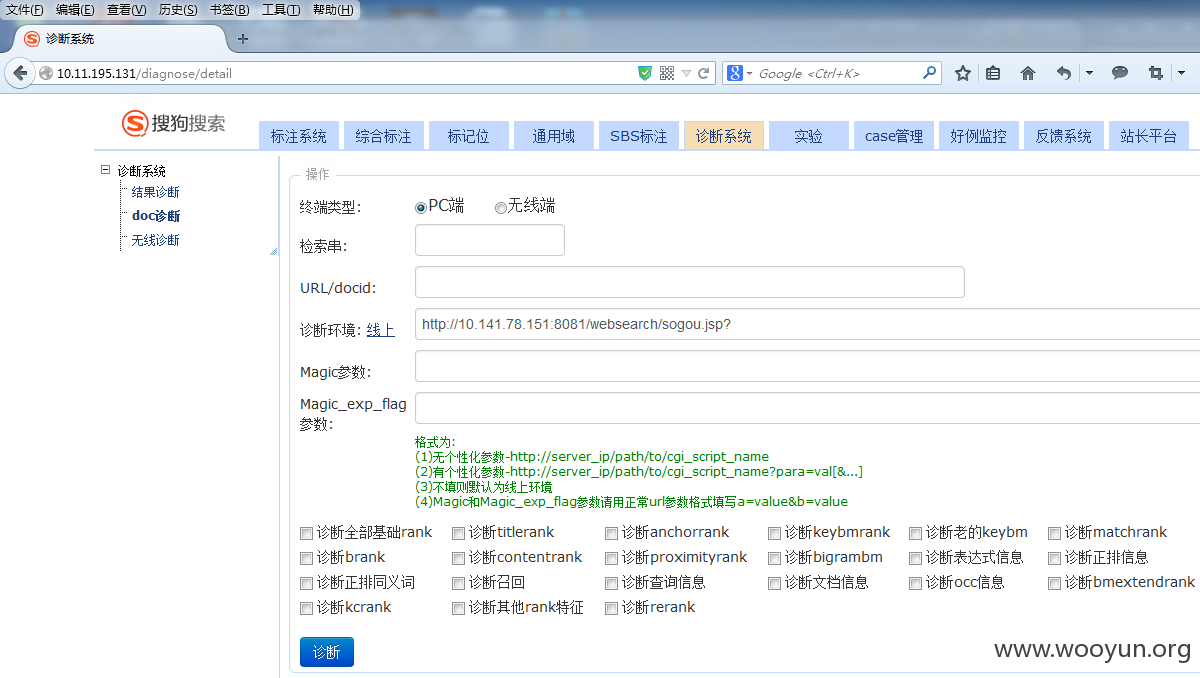 文件(F) 编辑(E) 查看(V) 历史(S) 书签(B) 工具(T) 帮助(H)
诊断系统
10.11.195.131/diagnose/detail
Google <Ctrl+K>
搜狗搜索
标注系统 综合标注 标记位 通用域 SBS标注 诊断系统 实验 case管理 好例监控 反馈系统 站长平台
诊断系统
结果诊断
doc诊断
无线诊断
操作
终端类型: PC端 无线端
检索串:
URL/docid:
诊断环境: 线上 http://10.141.78.151:8081/websearch/sogou.jsp?
Magic参数:
Magic_exp_flag
参数:
格式为:
(1)无个性化参数-http://server_ip/path/to/cgi_script_name
(2)有个性化参数-http://server_ip/path/to/cgi_script_name?para=val[&...]
(3)不填则默认为线上环境
(4)Magic和Magic_exp_flag参数请用正常url参数格式填写a=value&b=value
诊断全部基础rank 诊断titlerank 诊断anchorrank 诊断keybmrank 诊断老的keybm 诊断matchrank
诊断brank 诊断contentrank 诊断proximityrank 诊断bigrambm 诊断表达式信息 诊断正排信息
诊断正排同义词 诊断召回 诊断查询信息 诊断文档信息 诊断occ信息 诊断bmextendrank
诊断kcrank 诊断其他rank特征 诊断rerank
诊断
www.wooyun.org